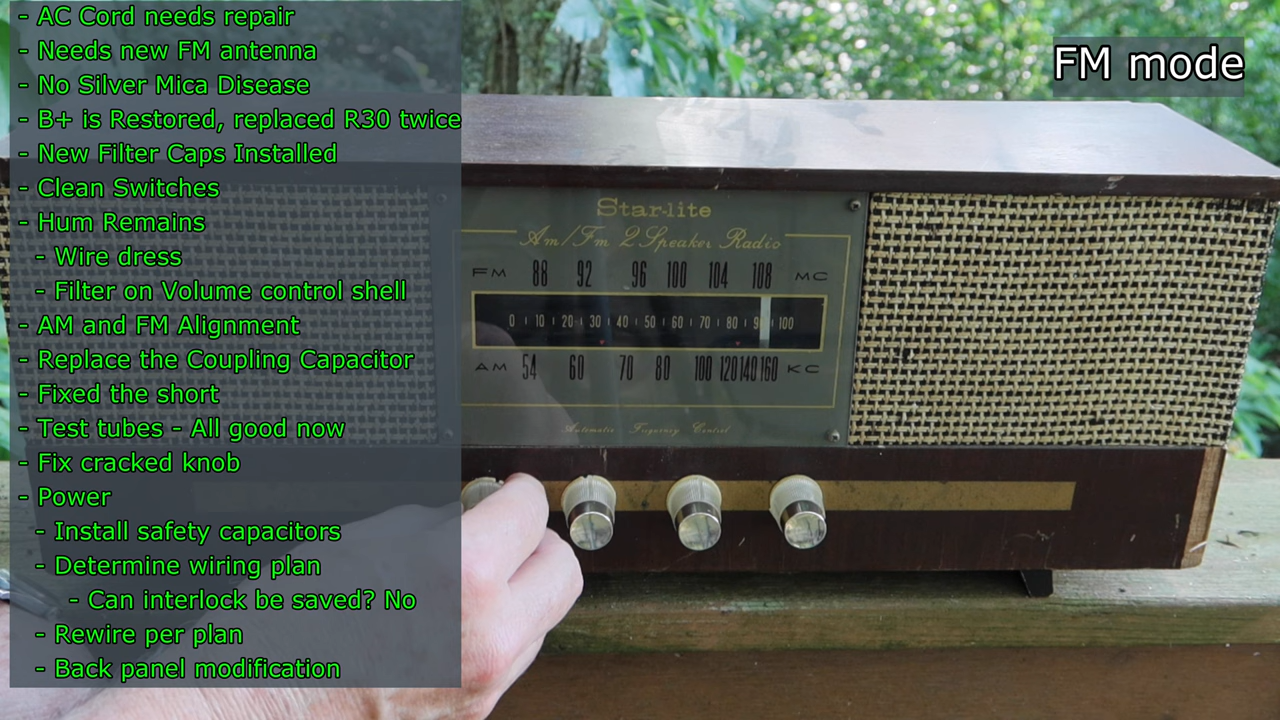 - AC Cord needs repair
- Needs new FM antenna
- No Silver Mica Disease
- B+ is Restored, replaced R30 twice
- New Filter Caps Installed
- Clean Switches
- Hum Remains
- Wire dress
- Filter on Volume control shell
- AM and FM Alignment
- Replace the Coupling Capacitor
- Fixed the short
- Test tubes - All good now
- Fix cracked knob
- Power
- Install safety capacitors
- Determine wiring plan
- Can interlock be saved? No
- Rewire per plan
- Back panel modification
FM mode
Star-lite
Am/Fm 2 Speaker Radio
FM 88 92 96 100 104 108 MC
0 10 20 30 40 50 60 70 80 100
AM 54 60 70 80 100 120 140 160 KC
Automatic Frequency Control